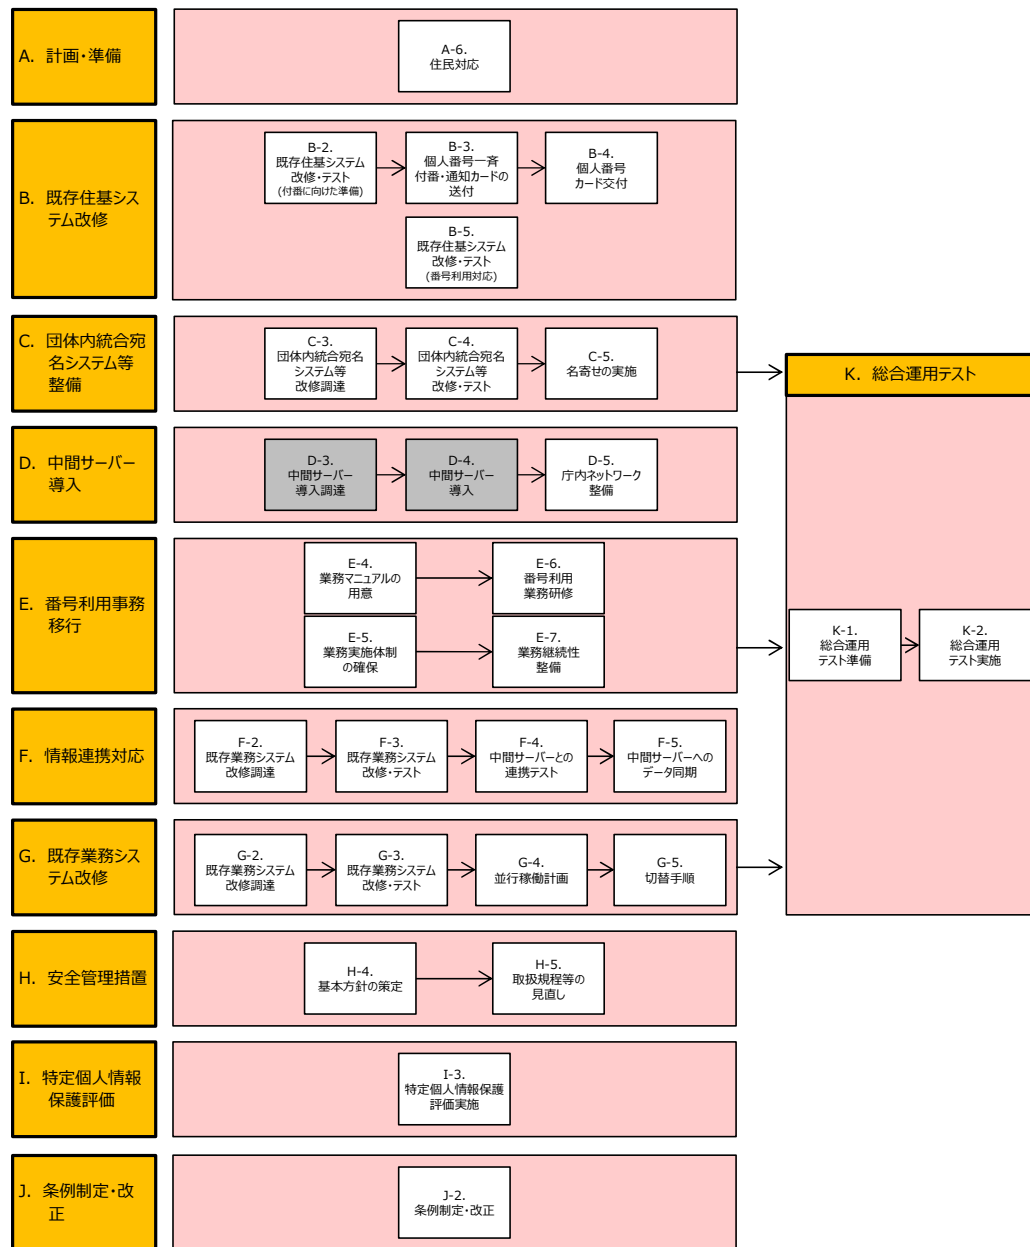 A. 計画・準備
A-6.
住民対応
B. 既存住基シス
テム改修
B-2.
既存住基システム
改修・テスト
(付番に向けた準備)
B-3.
個人番号一斉
付番・通知カードの
送付
B-4.
個人番号
カード交付
B-5.
既存住基システム
改修・テスト
(番号利用対応)
C. 団体内統合宛
名システム等
整備
C-3.
団体内統合宛名
システム等
改修調達
C-4.
団体内統合宛名
システム等
改修・テスト
C-5.
名寄せの実施
D. 中間サーバー
導入
D-3.
中間サーバー
導入調達
D-4.
中間サーバー
導入
D-5.
庁内ネットワーク
整備
E. 番号利用事務
移行
E-4.
業務マニュアルの
用意
E-6.
番号利用
業務研修
E-5.
業務実施体制
の確保
E-7.
業務継続性
整備
F. 情報連携対応
F-2.
既存業務システム
改修調達
F-3.
既存業務システム
改修・テスト
F-4.
中間サーバーとの
連携テスト
F-5.
中間サーバーへの
データ同期
G. 既存業務シス
テム改修
G-2.
既存業務システム
改修調達
G-3.
既存業務システム
改修・テスト
G-4.
並行稼働計画
G-5.
切替手順
H. 安全管理措置
H-4.
基本方針の策定
H-5.
取扱規程等の
見直し
I. 特定個人情報
保護評価
I-3.
特定個人情報保護
評価実施
J. 条例制定・改
正
J-2.
条例制定・改正
K. 総合運用テスト
K-1.
総合運用
テスト準備
K-2.
総合運用
テスト実施